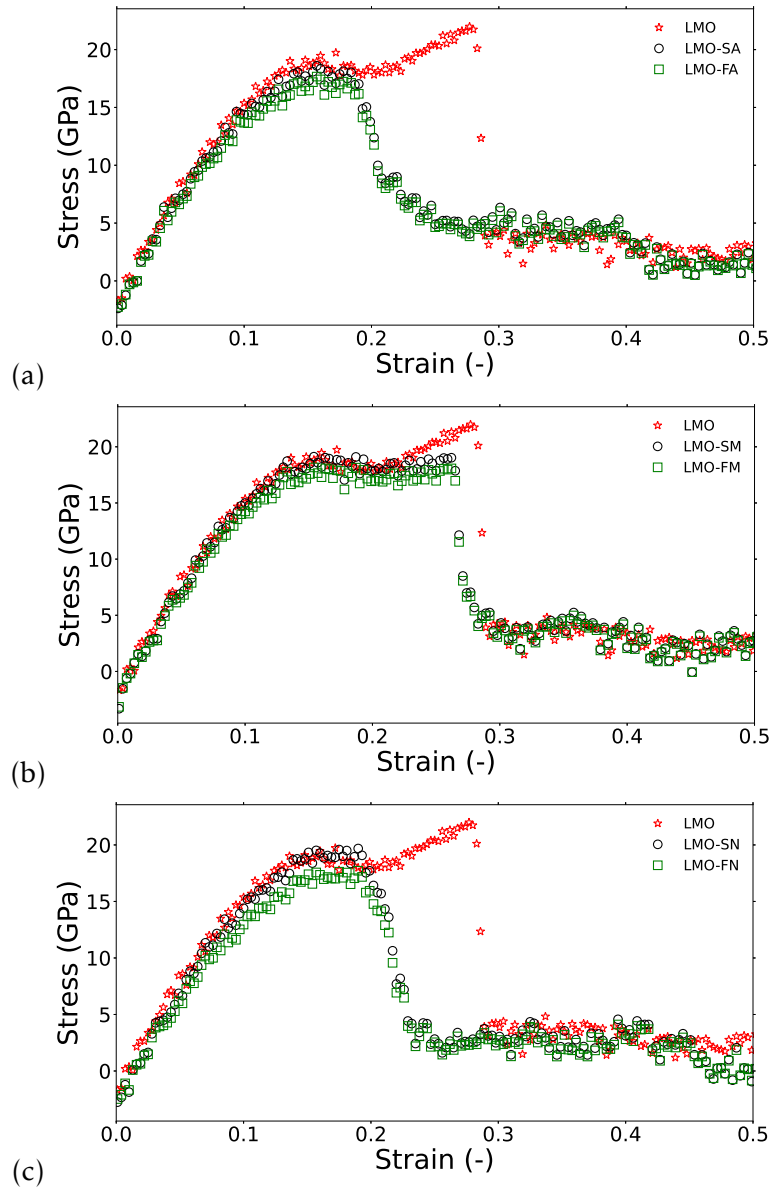 20
15
10
5
0
Stress (GPa)
LMO
LMO-SA
LMO-FA
0.0 0.1 0.2 0.3 0.4 0.5
Strain (-)
(a)
20
15
10
5
0
Stress (GPa)
LMO
LMO-SM
LMO-FM
0.0 0.1 0.2 0.3 0.4 0.5
Strain (-)
(b)
20
15
10
5
0
Stress (GPa)
LMO
LMO-SN
LMO-FN
0.0 0.1 0.2 0.3 0.4 0.5
Strain (-)
(c)